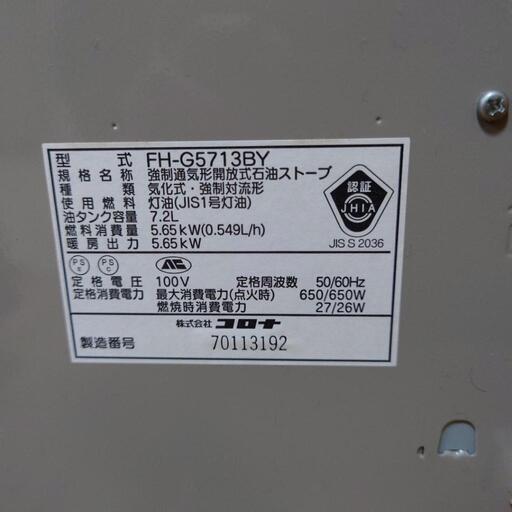 型 式 FH-G5713BY
規格名称 強制通気形開放式石油ストーブ
種 類 気化式・強制対流形
使用燃料 灯油(JIS1号灯油)
油タンク容量 7.2L
燃料消費量 5.65kW(0.549L/h)
暖房出力 5.65kW
認証
JHIA
JIS S 2036
PS E PS C
定格電圧 100V 定格周波数 50/60Hz
定格消費電力 最大消費電力(点火時) 650/650W
燃焼時消費電力 27/26W
株式会社 コロナ
製造番号 70113192